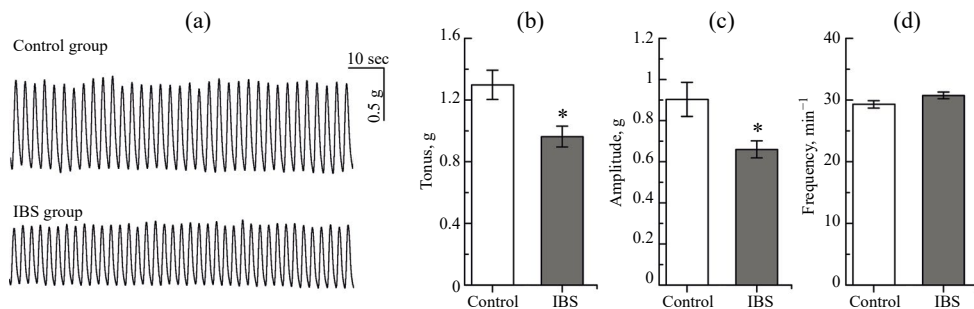 (a)
Control group
10 sec
0.5 g
IBS group
(b)
Tonus, g
1.6
1.2
0.8
0.4
0
*
Control IBS
(c)
Amplitude, g
1.2
1
0.8
0.6
0.4
0.2
0
*
Control IBS
(d)
Frequency, min⁻¹
40
30
20
10
0
Control IBS